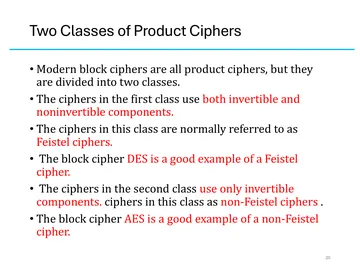 Two Classes of Product Ciphers
• Modern block ciphers are all product ciphers, but they
are divided into two classes.
• The ciphers in the first class use both invertible and
noninvertible components.
• The ciphers in this class are normally referred to as
Feistel ciphers.
• The block cipher DES is a good example of a Feistel
cipher.
• The ciphers in the second class use only invertible
components. ciphers in this class as non-Feistel ciphers .
• The block cipher AES is a good example of a non-Feistel
cipher.